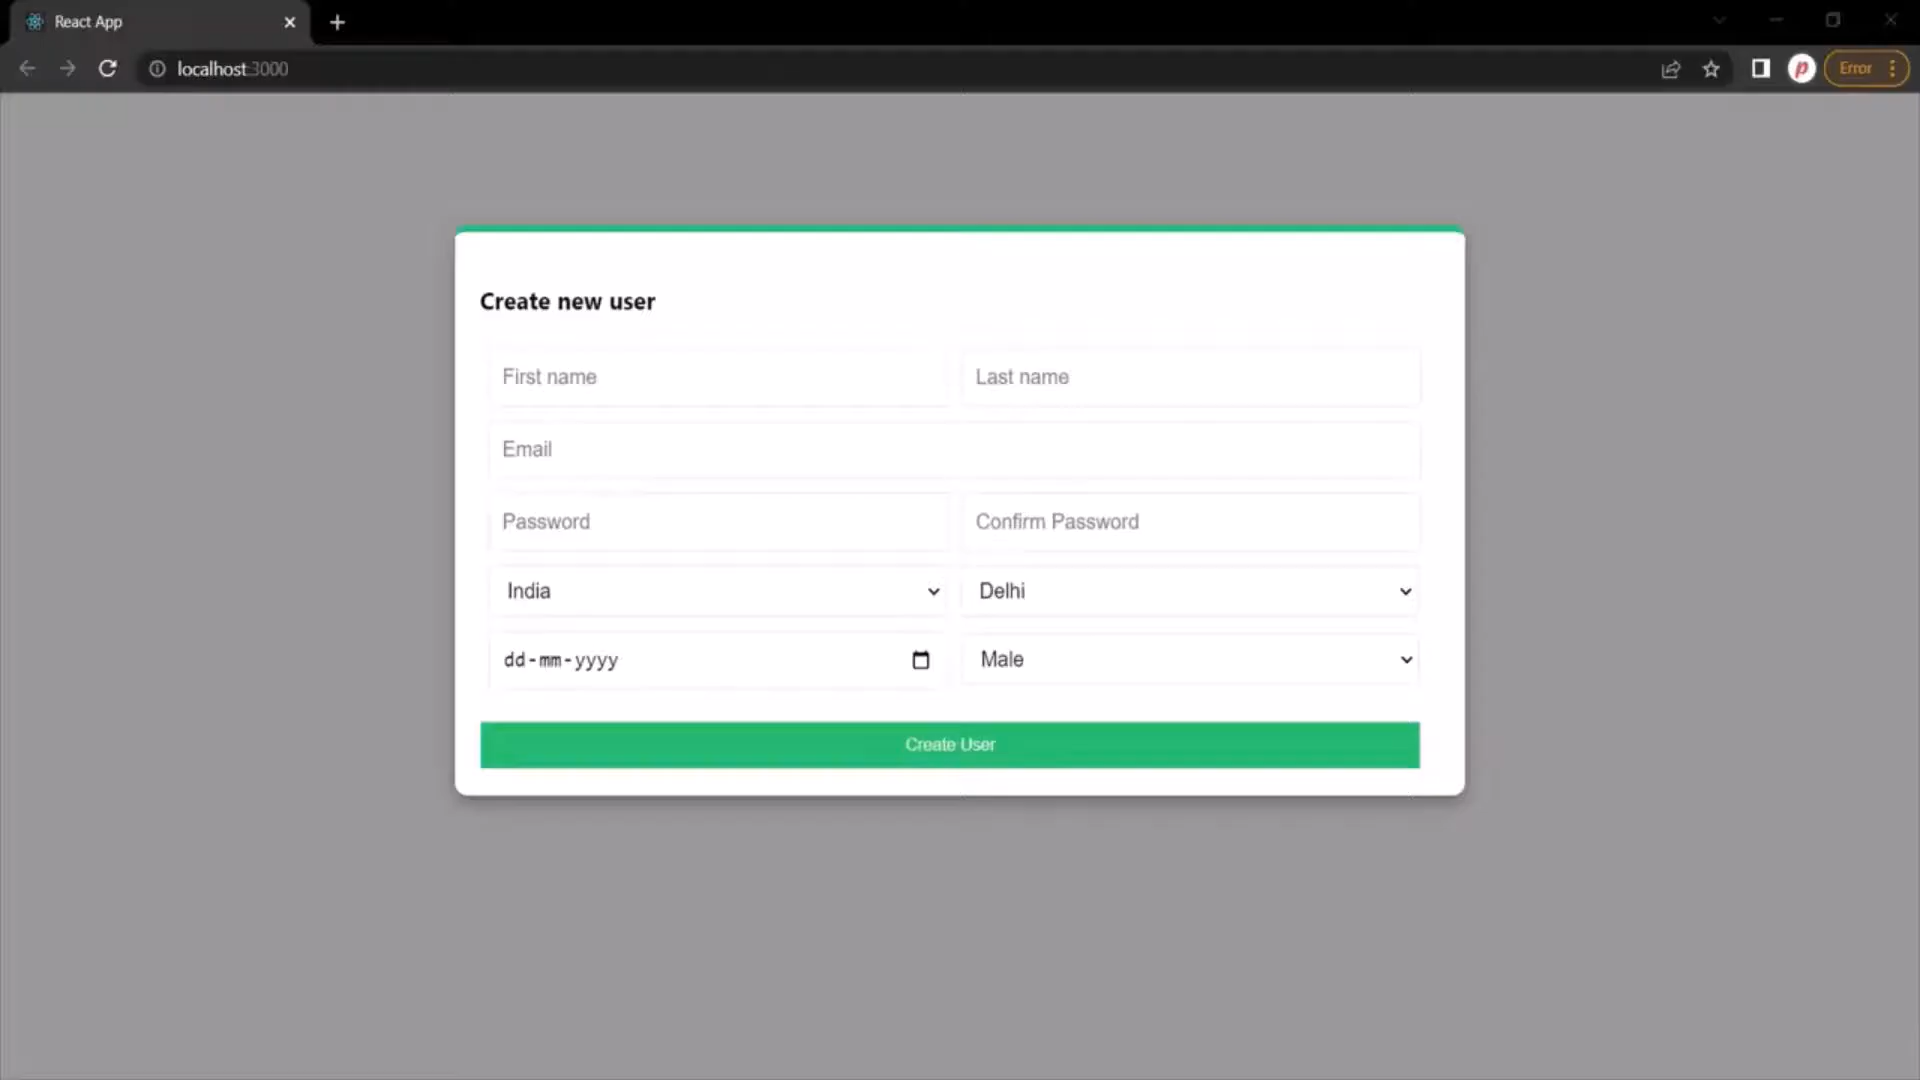 React App
localhost:3000
p
Error
Create new user
First name
Last name
Email
Password
Confirm Password
India
Delhi
dd-mm-yyyy
Male
Create User